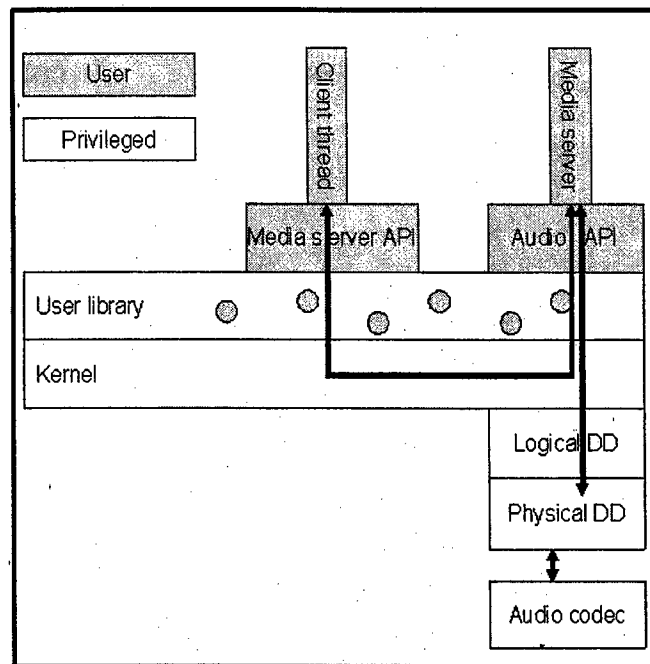 User
Privileged
Client thread
Media server
Media server API
Audio API
User library
Kernel
Logical DD
Physical DD
Audio codec